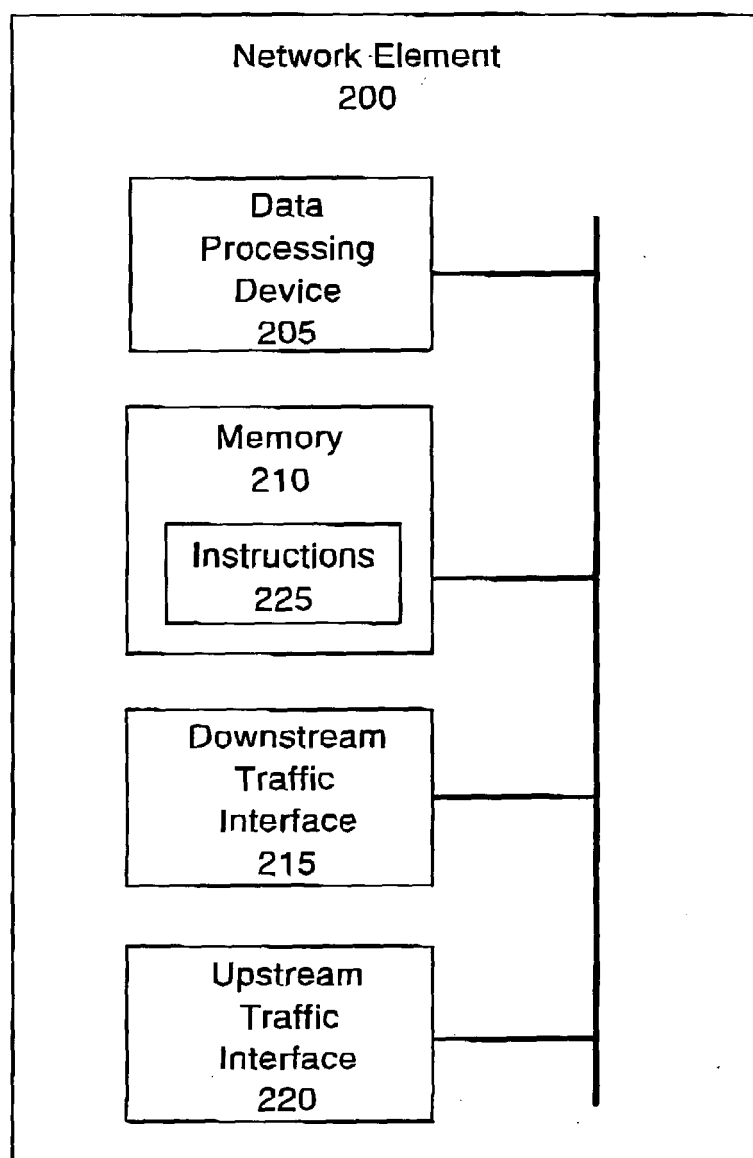 Network Element
200
Data
Processing
Device
205
Memory
210
Instructions
225
Downstream
Traffic
Interface
215
Upstream
Traffic
Interface
220